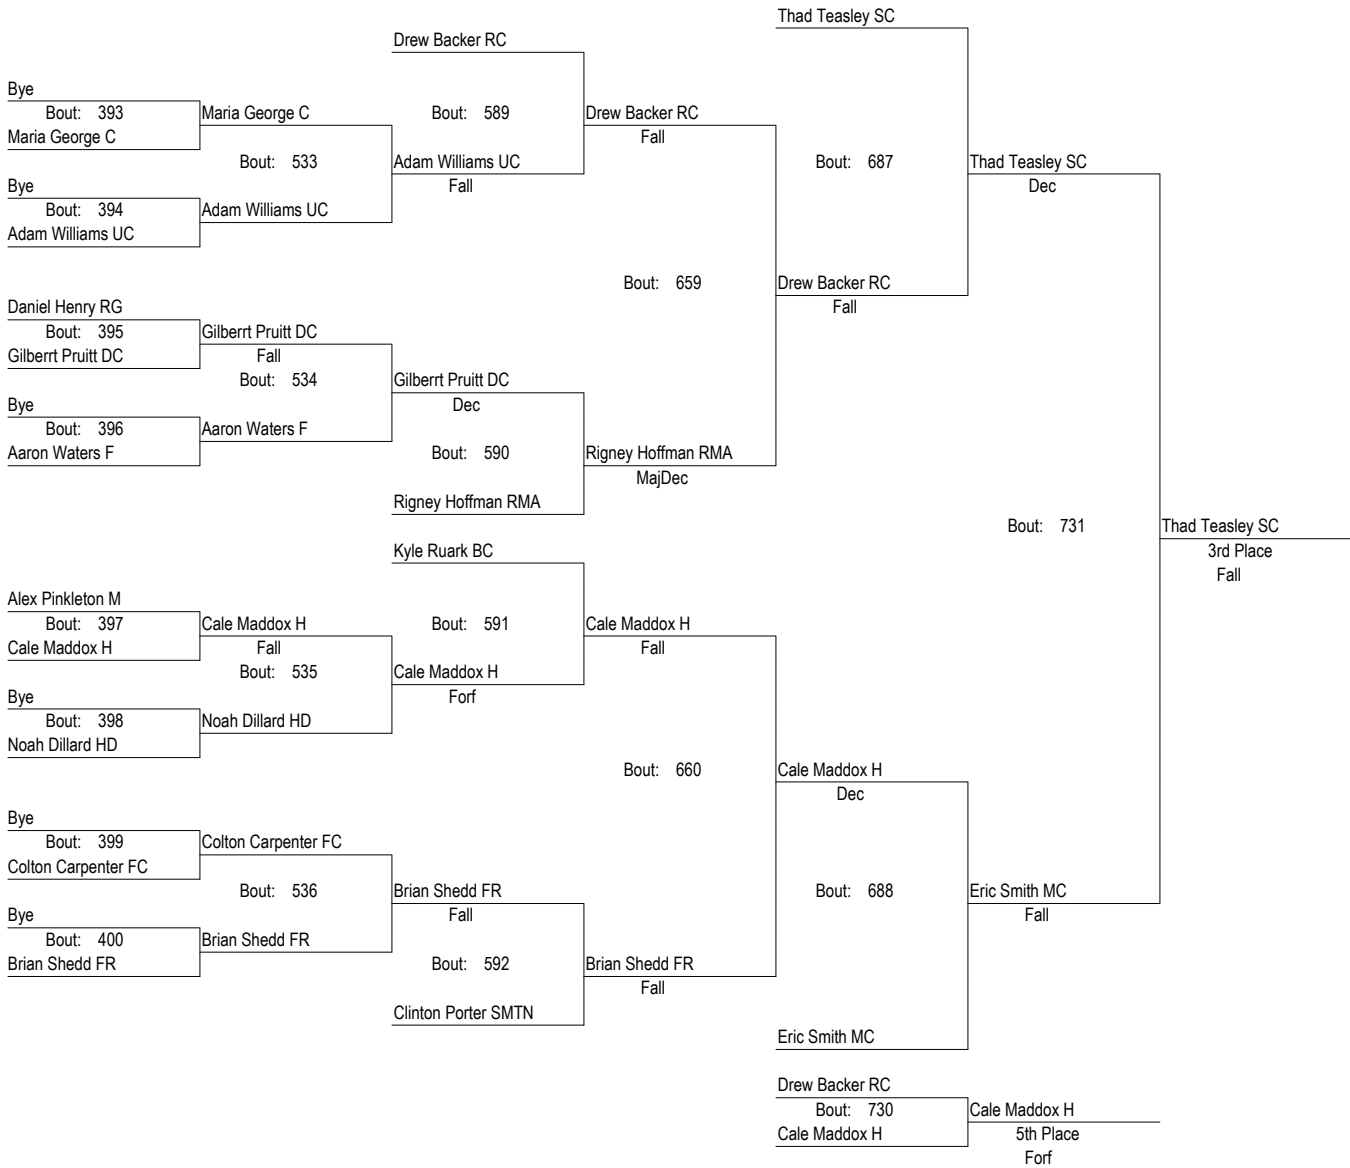 Thad Teasley SC
Drew Backer RC
Bye
Bout: 393
Maria George C
Maria George C
Bout: 589
Drew Backer RC
Fall
Bout: 533
Adam Williams UC
Fall
Bout: 687
Thad Teasley SC
Dec
Bye
Bout: 394
Adam Williams UC
Adam Williams UC
Bout: 659
Drew Backer RC
Fall
Daniel Henry RG
Bout: 395
Gilberrt Pruitt DC
Gilberrt Pruitt DC
Fall
Bout: 534
Gilberrt Pruitt DC
Dec
Bye
Bout: 396
Aaron Waters F
Aaron Waters F
Bout: 590
Rigney Hoffman RMA
MajDec
Rigney Hoffman RMA
Bout: 731
Thad Teasley SC
3rd Place
Fall
Kyle Ruark BC
Alex Pinkleton M
Bout: 397
Cale Maddox H
Cale Maddox H
Fall
Bout: 591
Cale Maddox H
Fall
Bout: 535
Cale Maddox H
Forf
Bye
Bout: 398
Noah Dillard HD
Noah Dillard HD
Bout: 660
Cale Maddox H
Dec
Bye
Bout: 399
Colton Carpenter FC
Colton Carpenter FC
Bout: 536
Brian Shedd FR
Fall
Bout: 688
Eric Smith MC
Fall
Bye
Bout: 400
Brian Shedd FR
Brian Shedd FR
Bout: 592
Brian Shedd FR
Fall
Clinton Porter SMTN
Eric Smith MC
Drew Backer RC
Bout: 730
Cale Maddox H
Cale Maddox H
5th Place
Forf